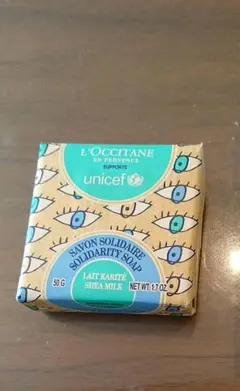 L'OCCITANE
EN PROVENCE
SUPPORTS
unicef
SAVON SOLIDAIRE
SOLIDARITY SOAP
LAIT KARITÉ
SHEA MILK
50 G
NET WT. 1.7 OZ.